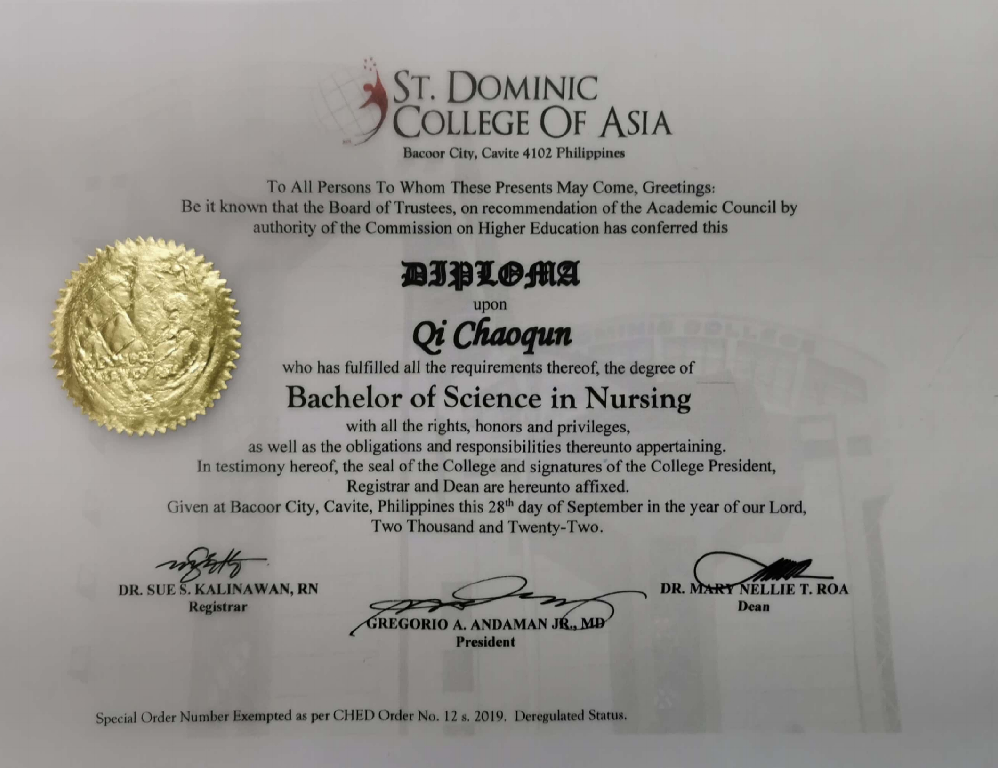 ST. DOMINIC
COLLEGE OF ASIA
Bacoor City, Cavite 4102 Philippines
To All Persons To Whom These Presents May Come, Greetings:
Be it known that the Board of Trustees, on recommendation of the Academic Council by
authority of the Commission on Higher Education has conferred this
DIPLOMA
upon
Qi Chaoqun
who has fulfilled all the requirements thereof, the degree of
Bachelor of Science in Nursing
with all the rights, honors and privileges,
as well as the obligations and responsibilities thereunto appertaining.
In testimony hereof, the seal of the College and signatures of the College President,
Registrar and Dean are hereunto affixed.
Given at Bacoor City, Cavite, Philippines this 28th day of September in the year of our Lord,
Two Thousand and Twenty-Two.
DR. SUE S. KALINAWAN, RN
Registrar
GREGORIO A. ANDAMAN JR., MD
President
DR. MARY NELLIE T. ROA
Dean
Special Order Number Exempted as per CHED Order No. 12 s. 2019. Deregulated Status.